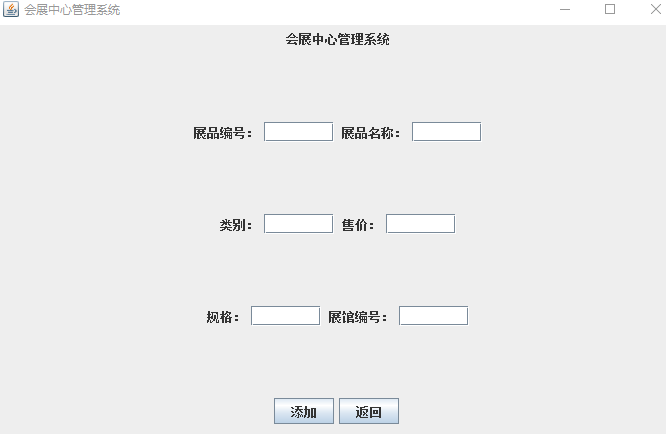 会展中心管理系统
会展中心管理系统
展品编号： 展品名称：
类别： 售价：
规格： 展馆编号：
添加 返回